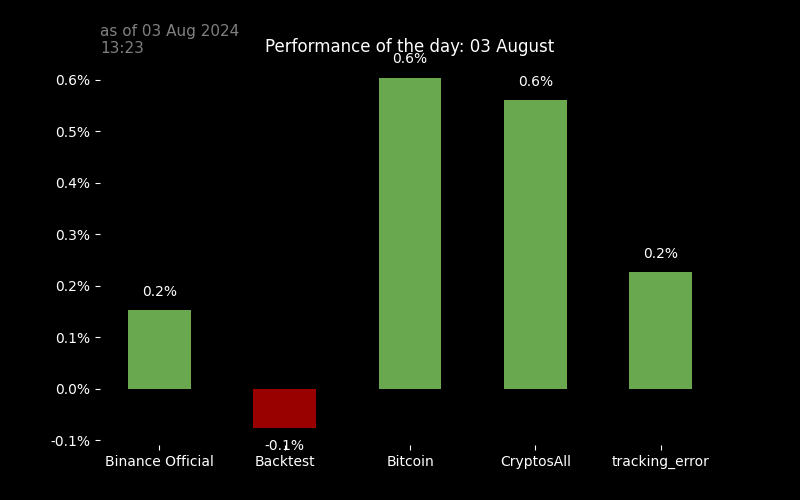 as of 03 Aug 2024
13:23
Performance of the day: 03 August
0.6%
0.5%
0.4%
0.3%
0.2%
0.1%
0.0%
-0.1%
0.2%
-0.1%
0.6%
0.6%
0.2%
Binance Official
Backtest
Bitcoin
CryptosAll
tracking_error